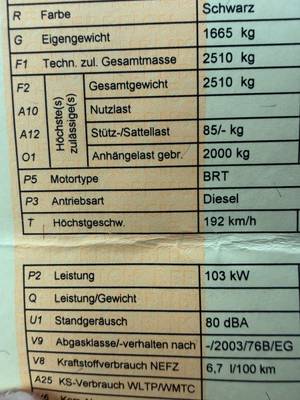 R Farbe Schwarz
G Eigengewicht 1665 kg
F1 Techn. zul. Gesamtmasse 2510 kg
F2 Höchste(s) zulässige(s) Gesamtgewicht 2510 kg
A10 Nutzlast
A12 Stütz-/Sattellast 85/- kg
O1 Anhängelast gebr. 2000 kg
P5 Motortype BRT
P3 Antriebsart Diesel
T Höchstgeschw. 192 km/h
P2 Leistung 103 kW
Q Leistung/Gewicht
U1 Standgeräusch 80 dBA
V9 Abgasklasse/-verhalten nach -/2003/76B/EG
V8 Kraftstoffverbrauch NEFZ 6,7 l/100 km
A25 KS-Verbrauch WLTP/WMTC